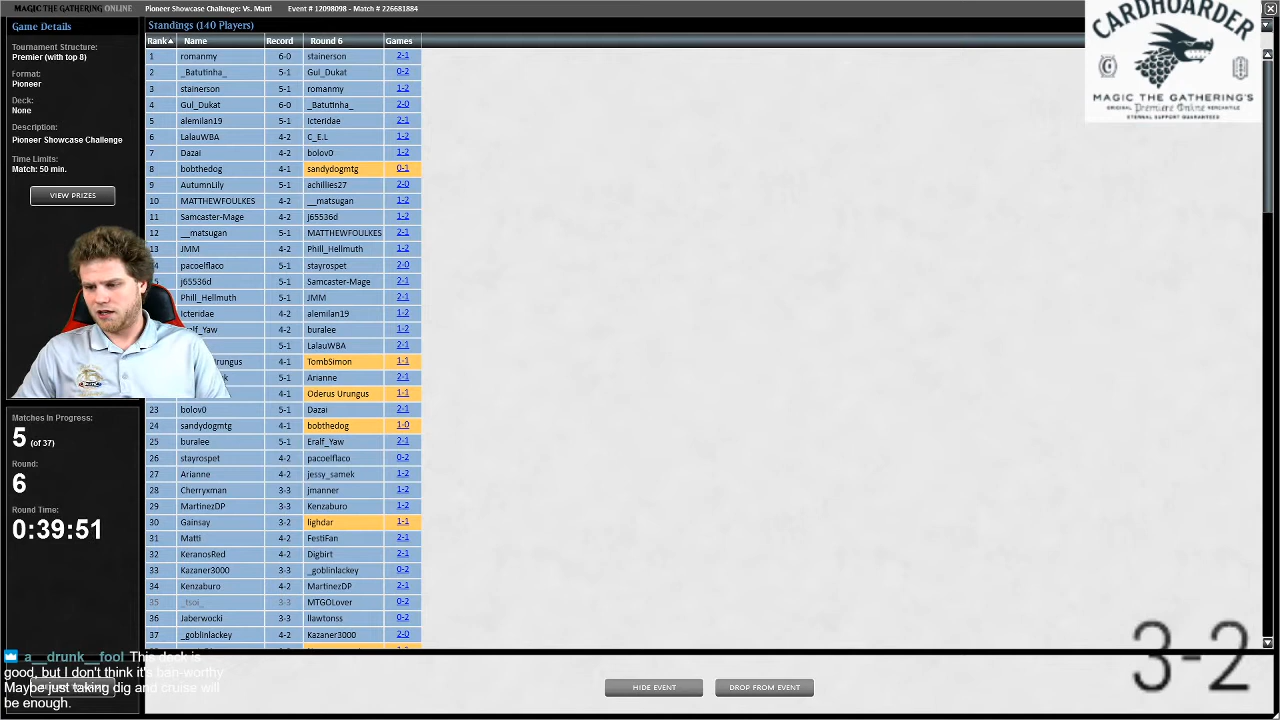 MAGIC THE GATHERING ONLINE
Pioneer Showcase Challenge: Vs. Matti Event # 12098098 - Match # 226681884
Game Details
Tournament Structure:
Premier (with top 8)
Format:
Pioneer
Deck:
None
Description:
Pioneer Showcase Challenge
Time Limits:
Match: 50 min.
VIEW PRIZES
Standings (140 Players)
Rank Name Record Round 6 Games
1 romanmy 6-0 stainerson 2-1
2 _Batutinha_ 5-1 Gul_Dukat 0-2
3 stainerson 5-1 romanmy 1-2
4 Gul_Dukat 6-0 _Batutinha_ 2-0
5 alemilan19 5-1 Icteridae 2-1
6 LalauWBA 4-2 C_E.L 1-2
7 Dazai 4-2 bolov0 1-2
8 bobthedog 4-1 sandydogmtg 0-1
9 AutumnLily 5-1 achillies27 2-0
10 MATTHEWFOULKES 4-2 __matsugan 1-2
11 Samcaster-Mage 4-2 j65536d 1-2
12 __matsugan 5-1 MATTHEWFOULKES 2-1
13 JMM 4-2 Phill_Hellmuth 1-2
4 pacoelflaco 5-1 stayrospet 2-0
5 j65536d 5-1 Samcaster-Mage 2-1
Phill_Hellmuth 5-1 JMM 2-1
Icteridae 4-2 alemilan19 1-2
alf_Yaw 4-2 buralee 1-2
5-1 LalauWBA 2-1
rungus 4-1 TombSimon 1-1
k 5-1 Arianne 2-1
4-1 Oderus Urungus 1-1
23 bolov0 5-1 Dazai 2-1
24 sandydogmtg 4-1 bobthedog 1-0
25 buralee 5-1 Eralf_Yaw 2-1
26 stayrospet 4-2 pacoelflaco 0-2
27 Arianne 4-2 jessy_samek 1-2
28 Cherryxman 3-3 jmanner 1-2
29 MartinezDP 3-3 Kenzaburo 1-2
30 Gainsay 3-2 lighdar 1-1
31 Matti 4-2 FestiFan 2-1
32 KeranosRed 4-2 Digbirt 2-1
33 Kazaner3000 3-3 _goblinlackey 0-2
34 Kenzaburo 4-2 MartinezDP 2-1
35 _tsoi_ 3-3 MTGOLover 0-2
36 Jaberwocki 3-3 llawtonss 0-2
37 _goblinlackey 4-2 Kazaner3000 2-0
Matches in Progress:
5 (of 37)
Round:
6
Round Time:
0:39:51
a__drunk__fool This deck is
good, but I don't think it's ban-worthy
Maybe just taking dig and cruise will
be enough.
HIDE EVENT
DROP FROM EVENT
3-2
CARDHOARDER
MAGIC THE GATHERING'S
ORIGINAL Premiere Online MERCANTILE
ETERNAL SUPPORT GUARANTEED